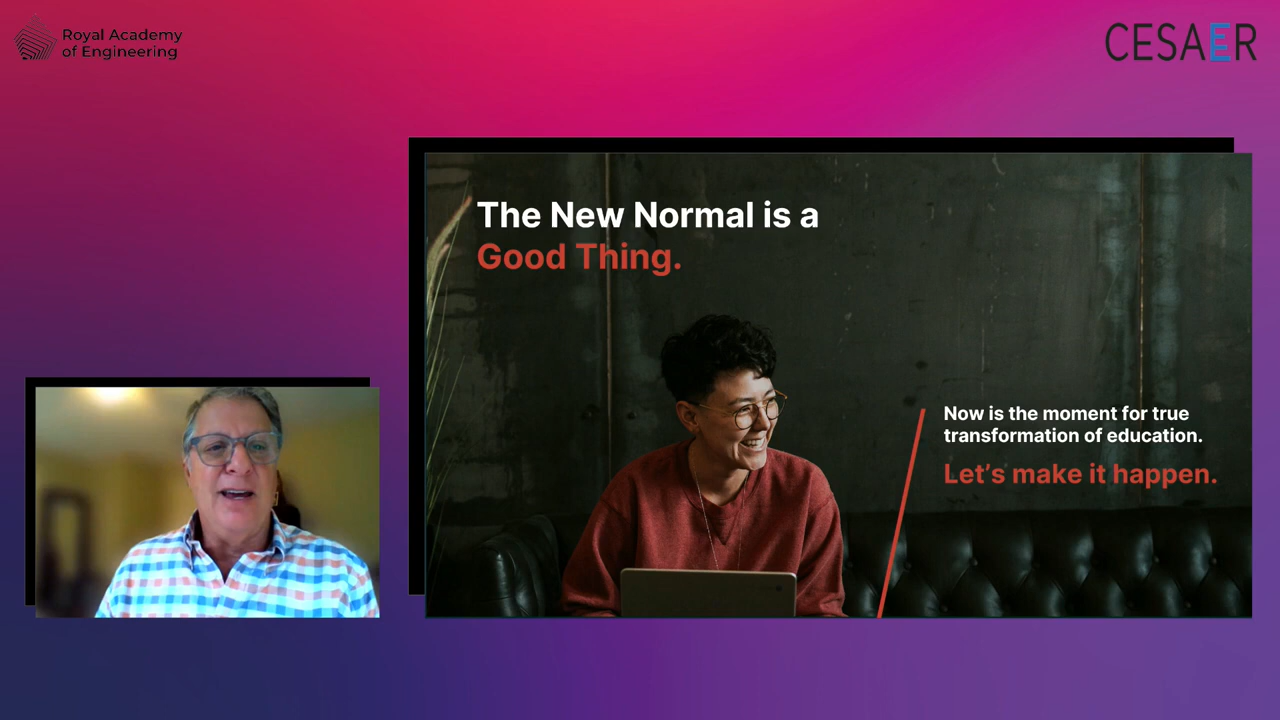 Royal Academy
of Engineering
CESAER
The New Normal is a
Good Thing.
Now is the moment for true
transformation of education.
Let's make it happen.